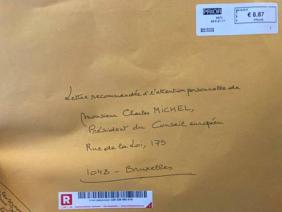 PRIOR
€ 8,87
Lettre recommandée à l'attention personnelle de
Monsieur Charles MICHEL,
Président du Conseil européen
Rue de la Loi, 175
1048 - Bruxelles
R